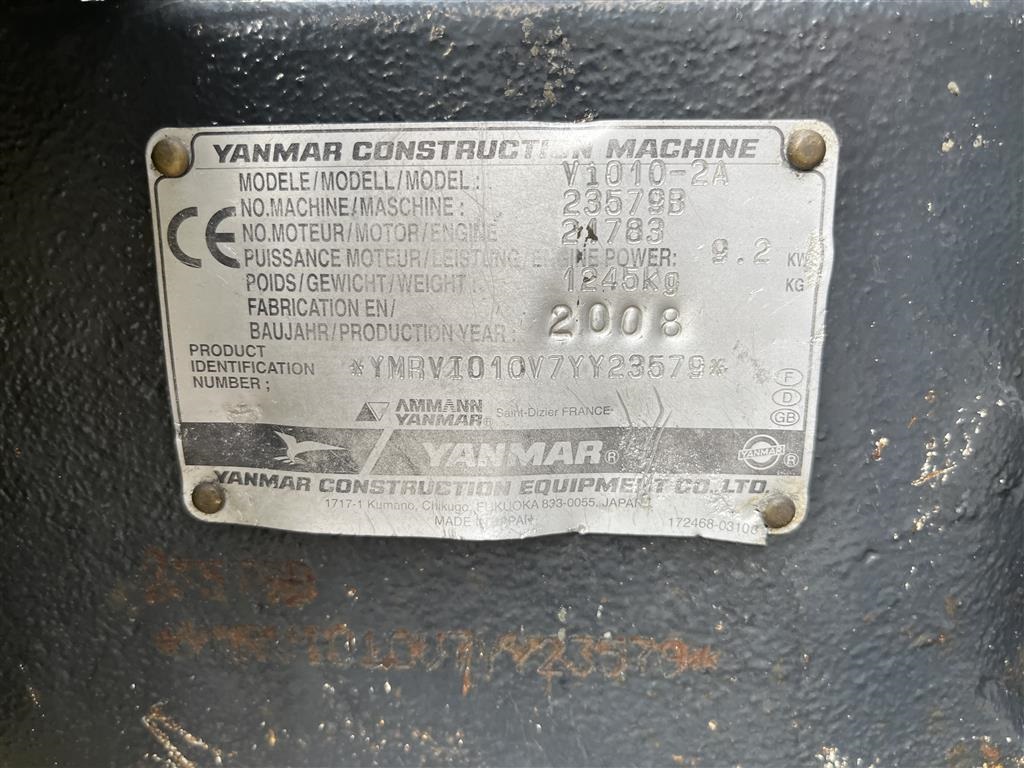 YANMAR CONSTRUCTION MACHINE
MODELE/MODELL/MODEL: V1010-2A
NO.MACHINE/MASCHINE: 23579B
NO.MOTEUR/MOTOR/ENGINE 21783
PUISSANCE MOTEUR/LEISTUNG/ENGINE POWER: 9.2 KW
POIDS/GEWICHT/WEIGHT: 1245Kg KG
FABRICATION EN/
BAUJAHR/PRODUCTION YEAR: 2008
PRODUCT
IDENTIFICATION *YMRVIO10V7YY23579*
NUMBER;
CE
F
D
GB
AMMANN
YANMAR® Saint-Dizier FRANCE
YANMAR® YANMAR ®
YANMAR CONSTRUCTION EQUIPMENT CO., LTD.
1717-1 Kumano, Chikugo, FUKUOKA 833-0055, JAPAN
MADE IN JAPAN 172468-03100
*YMRVIO10V7YY23579*